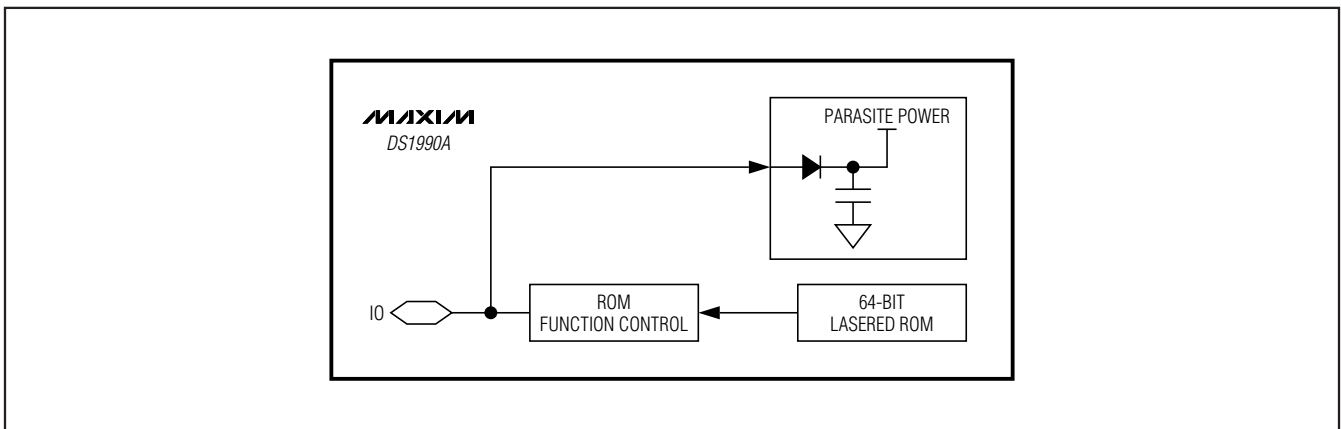 MAXIM
DS1990A
PARASITE POWER
IO
ROM
FUNCTION CONTROL
64-BIT
LASERED ROM